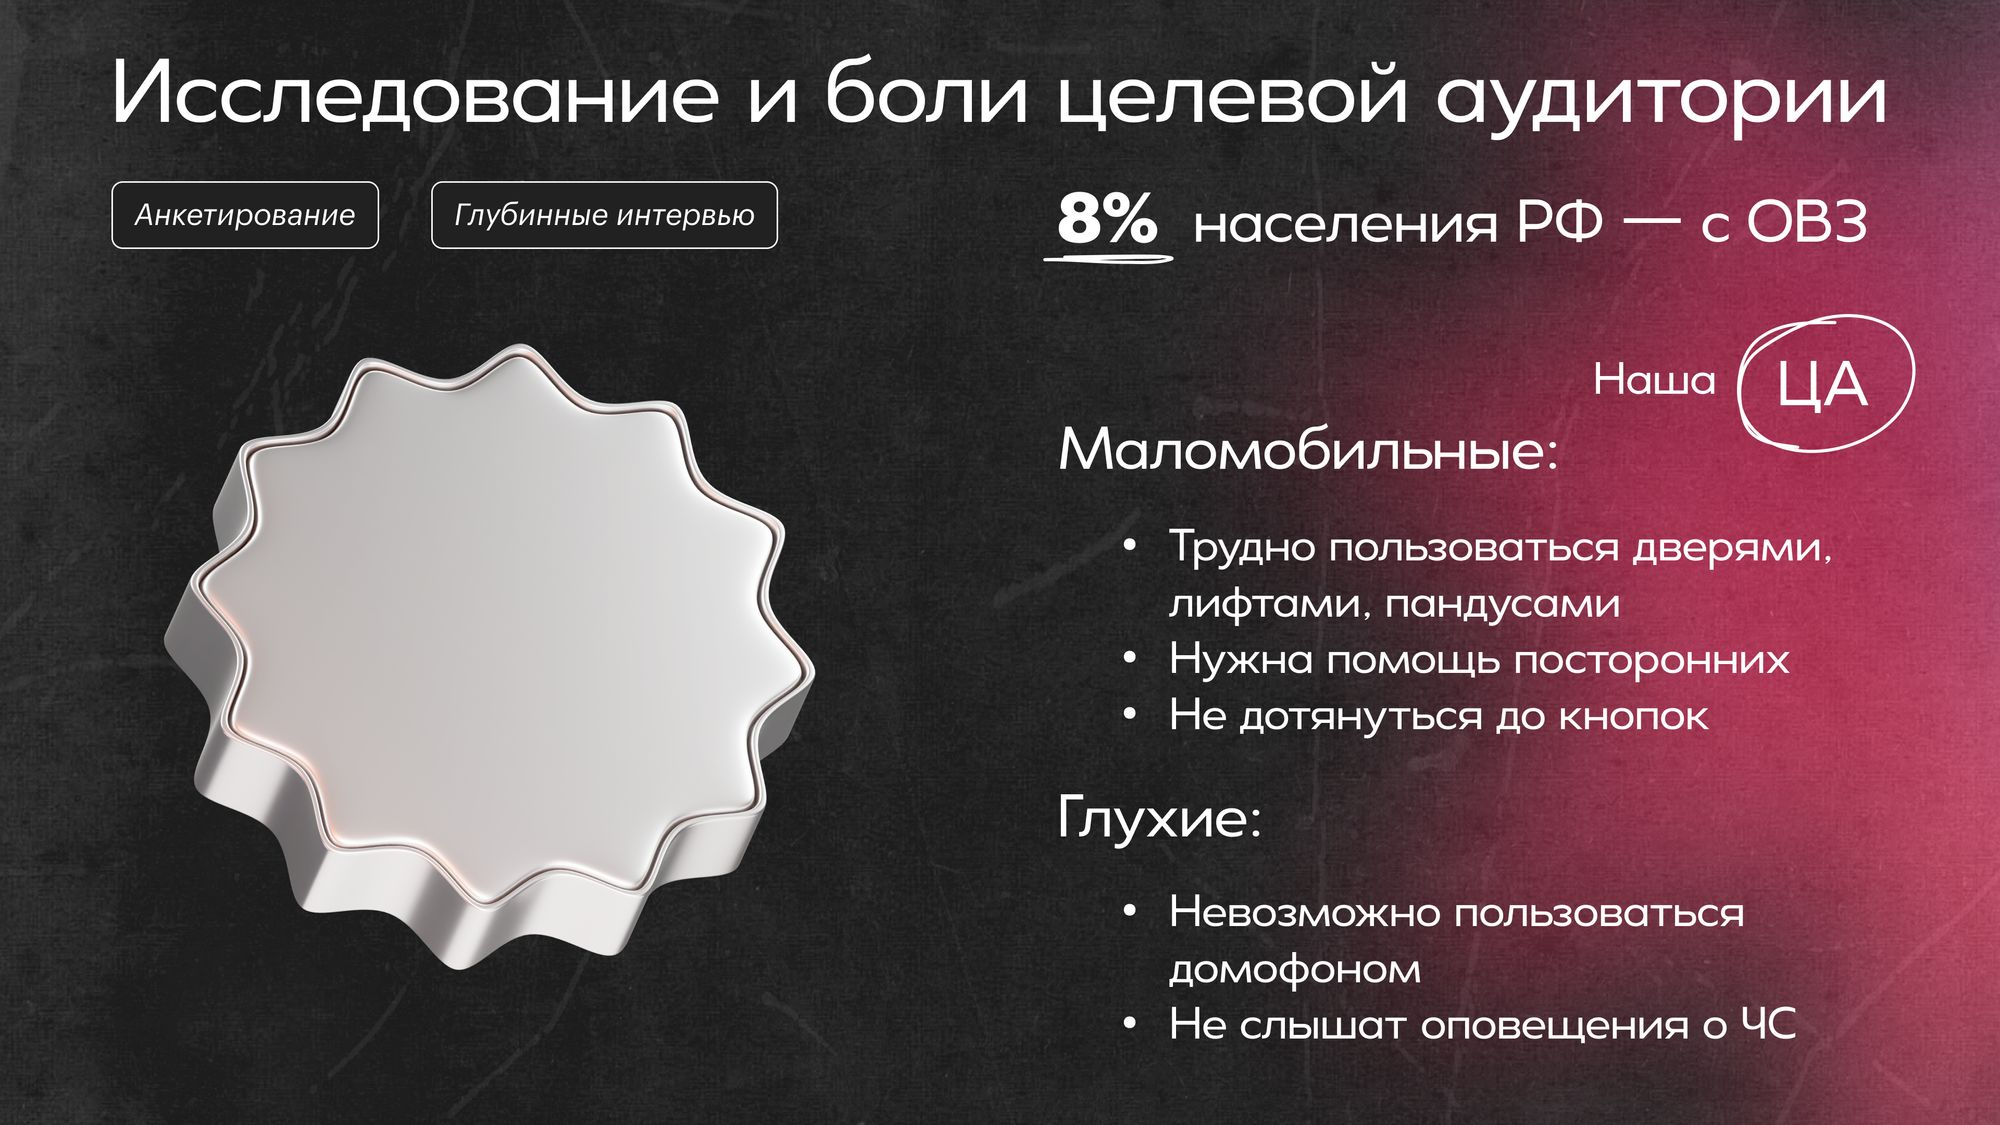 Исследование и боли целевой аудитории
Анкетирование
Глубинные интервью
8% населения РФ — с ОВЗ
Наша ЦА
Маломобильные:
• Трудно пользоваться дверями,
лифтами, пандусами
• Нужна помощь посторонних
• Не дотянуться до кнопок
Глухие:
• Невозможно пользоваться
домофоном
• Не слышат оповещения о ЧС